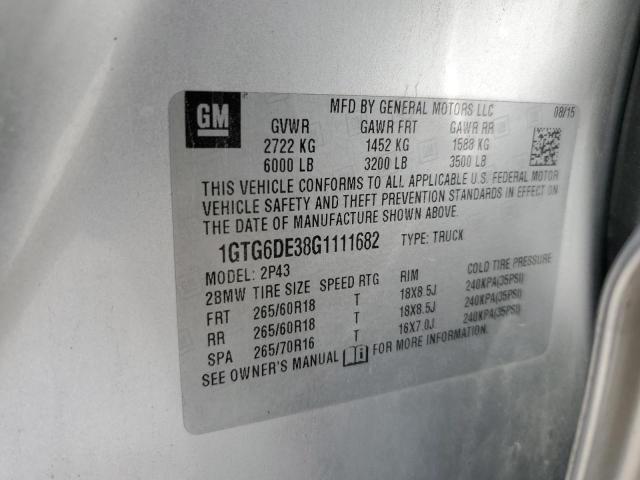 GM
MFD BY GENERAL MOTORS LLC 08/15
GVWR GAWR FRT GAWR RR
2722 KG 1452 KG 1588 KG
6000 LB 3200 LB 3500 LB
THIS VEHICLE CONFORMS TO ALL APPLICABLE U.S. FEDERAL MOTOR
VEHICLE SAFETY AND THEFT PREVENTION STANDARDS IN EFFECT ON
THE DATE OF MANUFACTURE SHOWN ABOVE.
1GTG6DE38G1111682 TYPE: TRUCK
MODEL: 2P43
2BMW TIRE SIZE SPEED RTG RIM COLD TIRE PRESSURE
FRT 265/60R18 T 18X8.5J 240KPA(35PSI)
RR 265/60R18 T 18X8.5J 240KPA(35PSI)
SPA 265/70R16 T 16X7.0J 240KPA(35PSI)
SEE OWNER'S MANUAL FOR MORE INFORMATION.